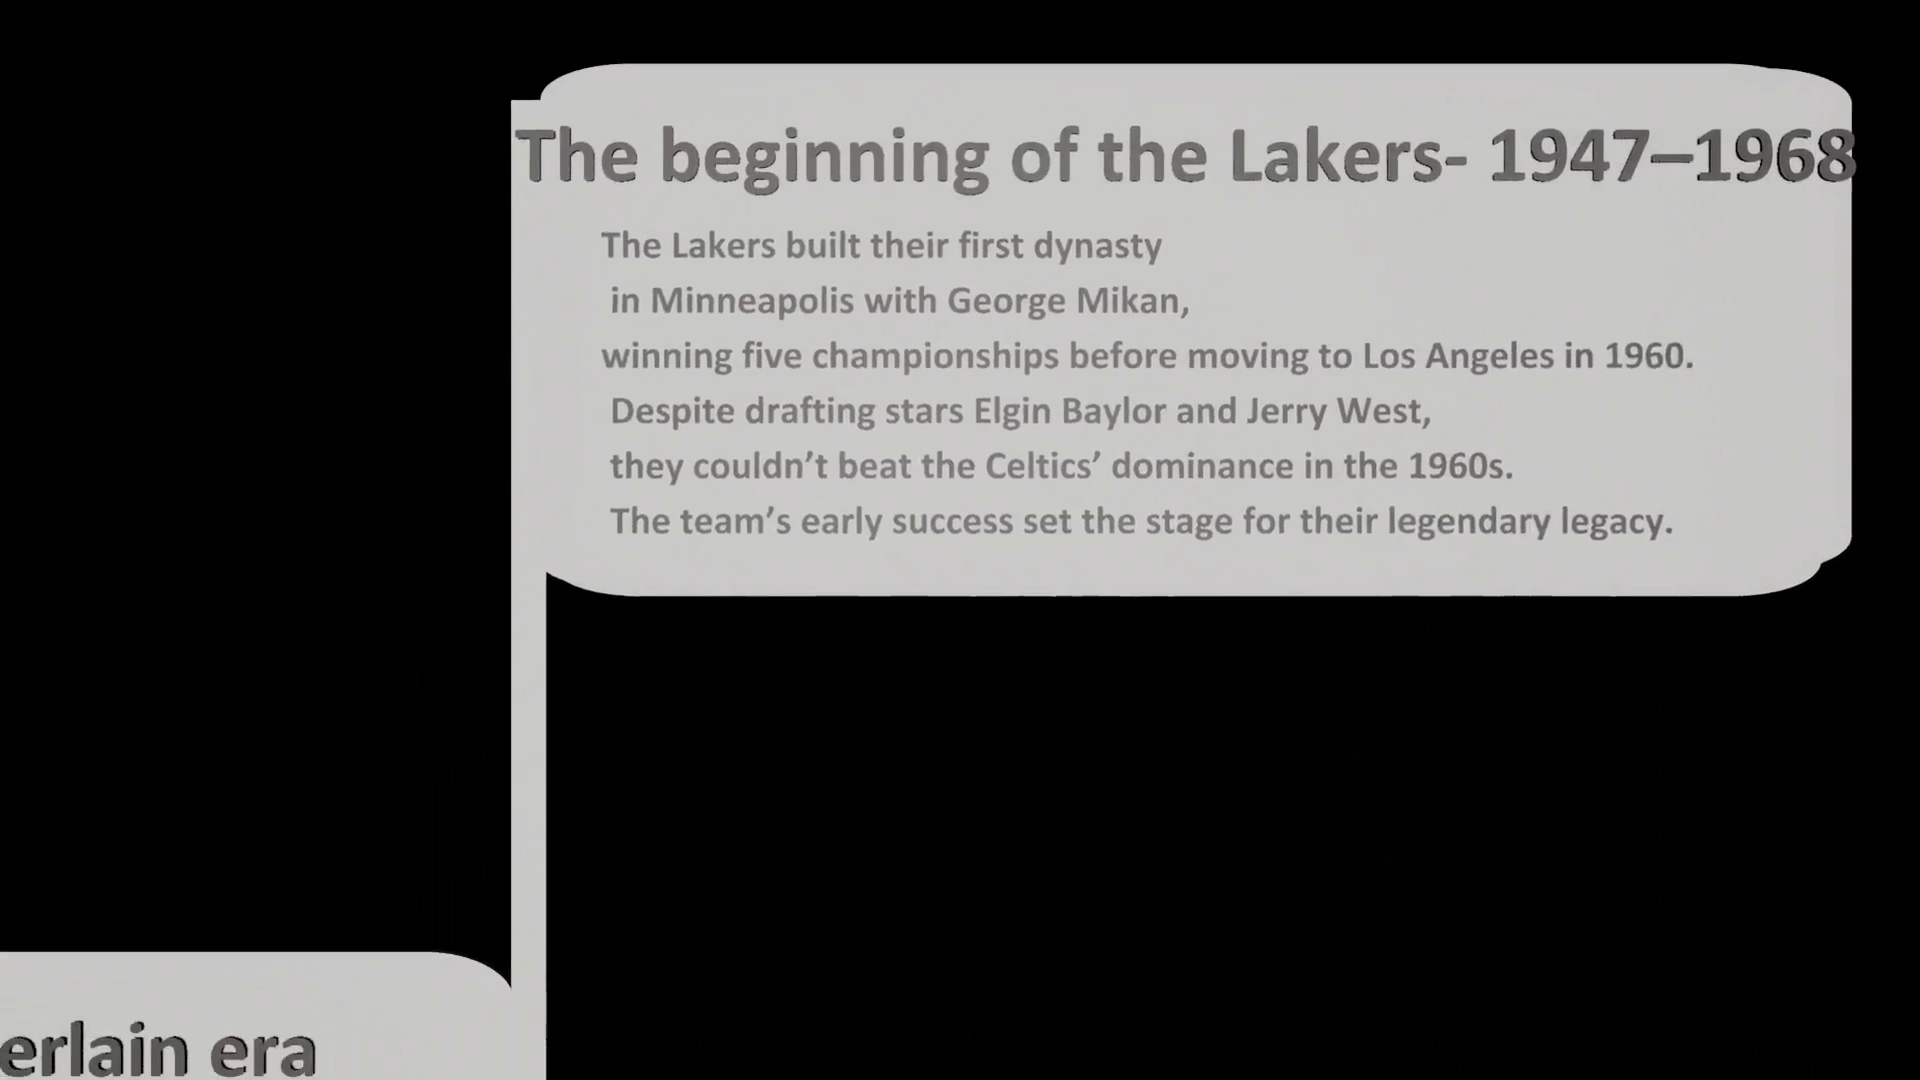 The beginning of the Lakers- 1947–1968
The Lakers built their first dynasty
in Minneapolis with George Mikan,
winning five championships before moving to Los Angeles in 1960.
Despite drafting stars Elgin Baylor and Jerry West,
they couldn’t beat the Celtics’ dominance in the 1960s.
The team’s early success set the stage for their legendary legacy.
erlain era